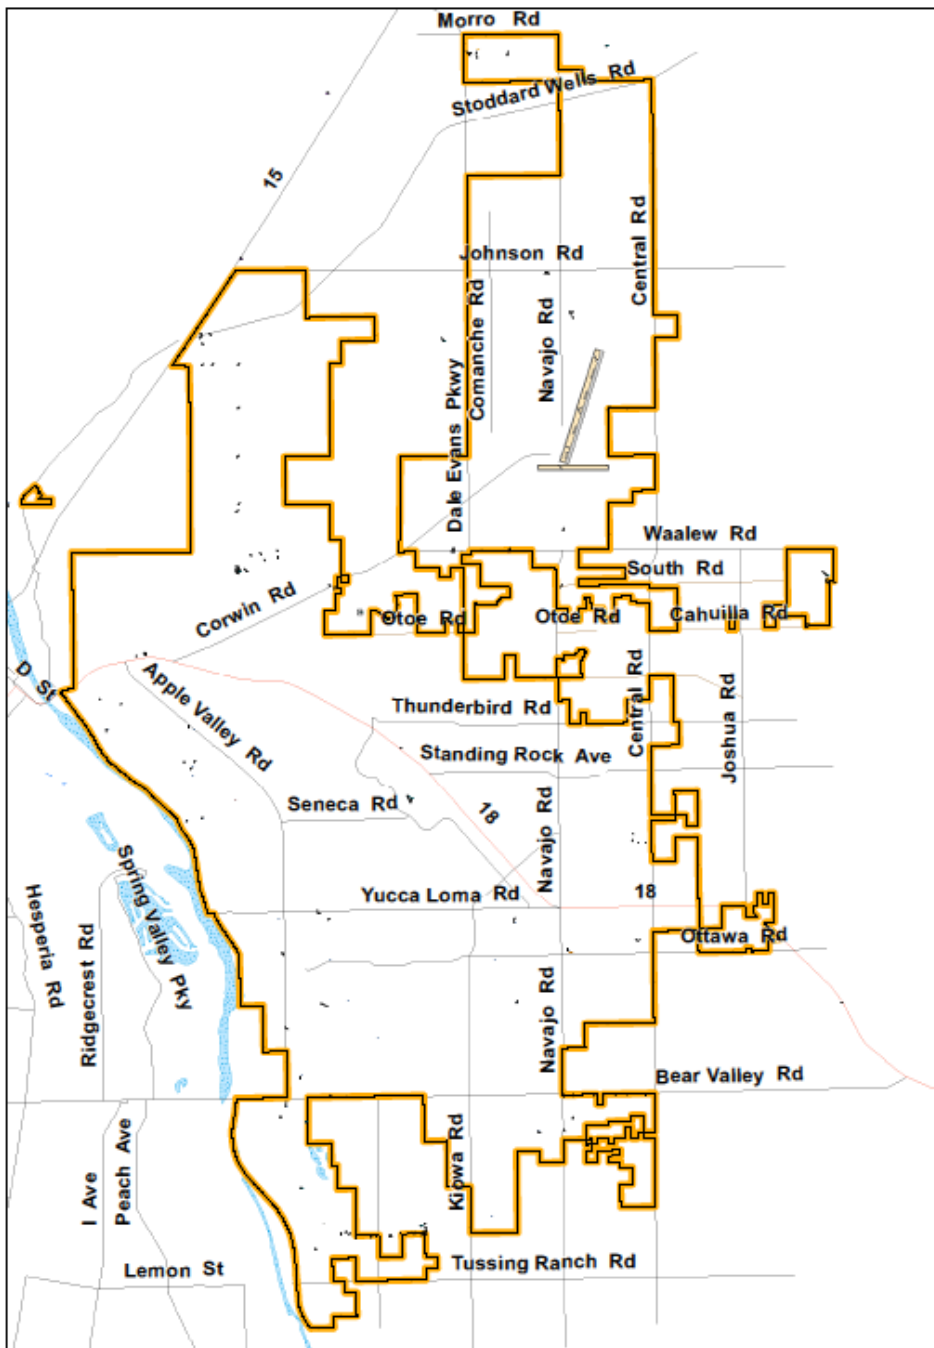 Morro Rd
Stoddard Wells Rd
15
Central Rd
Johnson Rd
Comanche Rd
Navajo Rd
Dale Evans Pkwy
Waalew Rd
South Rd
Corwin Rd
Otoe Rd
Otoe Rd
Cahuilla Rd
D St
Apple Valley Rd
Central Rd
Joshua Rd
Thunderbird Rd
Standing Rock Ave
Seneca Rd
18
Navajo Rd
Spring Valley Pky
Yucca Loma Rd
18
Hesperia Rd
Ridgecrest Rd
Ottawa Rd
Navajo Rd
Bear Valley Rd
I Ave
Peach Ave
Kiowa Rd
Lemon St
Tussing Ranch Rd